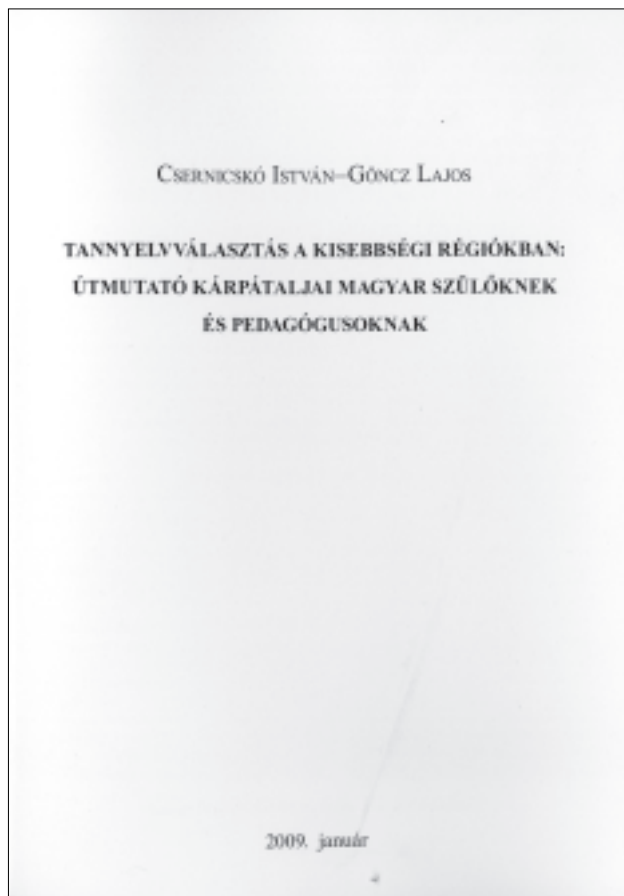 CSERNICSKÓ ISTVÁN–GÖNCZ LAJOS
TANNYELVVÁLASZTÁS A KISEBBSÉGI RÉGIÓKBAN:
ÚTMUTATÓ KÁRPÁTALJAI MAGYAR SZÜLŐKNEK
ÉS PEDAGÓGUSOKNAK
2009. január